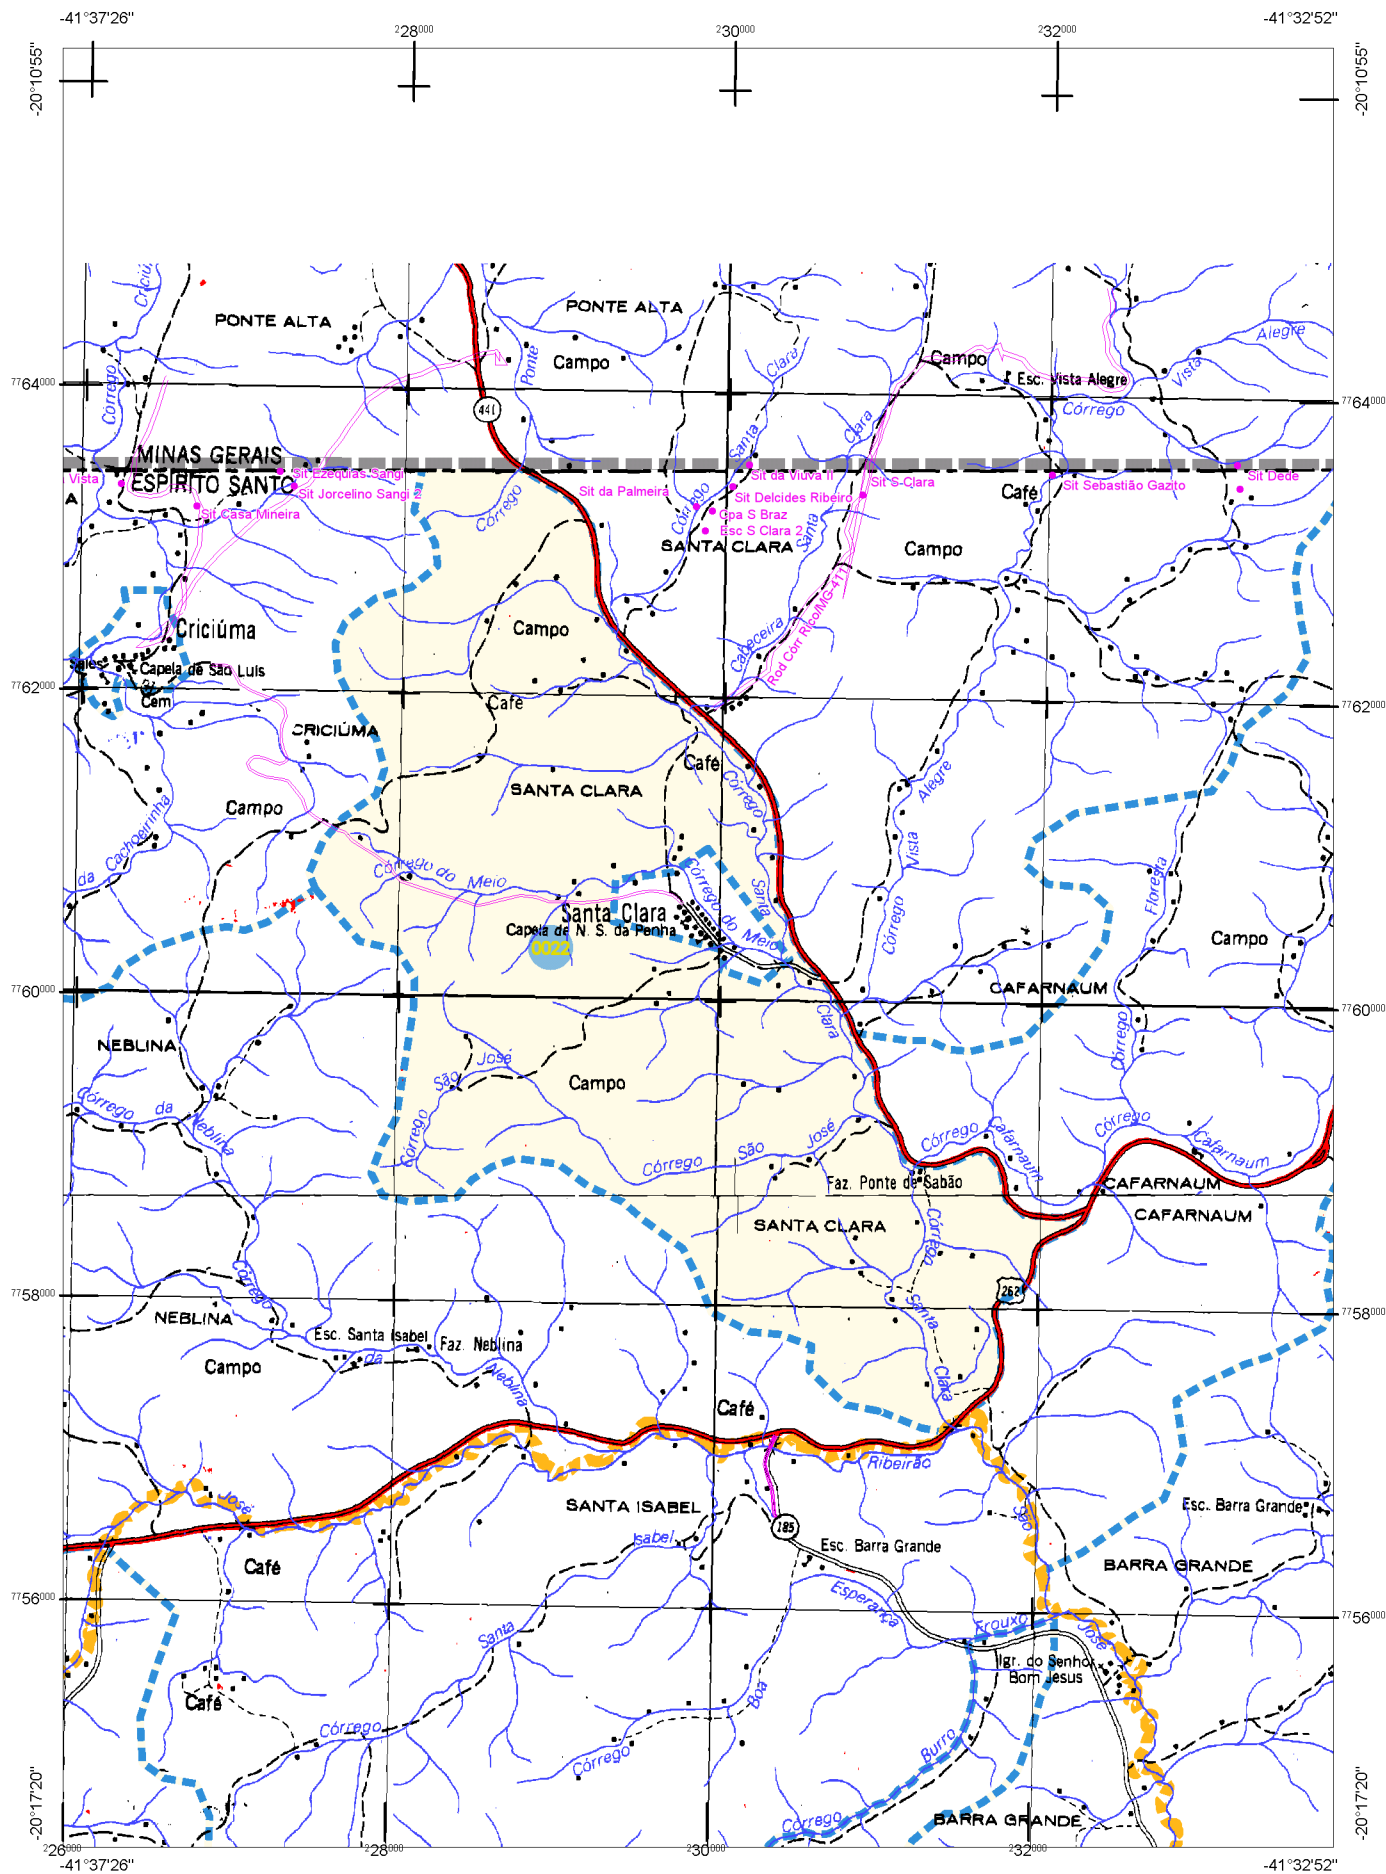 -41°37'26"
228000
230000
232000
-41°32'52"
-20°10'55"
-20°10'55"
Criciú
PONTE ALTA
PONTE ALTA
Campo
Ponte
Clara
Campo
Alegre
Vista
Esc. Vista Alegre
7764000
7764000
Córrego
441
Santa
Clara
Córrego
MINAS GERAIS
ESPIRITO SANTO
Vista
A
Sit Ezequias Sangi
Sit Jorcelino Sangi 2
Sit Casa Mineira
Córrego
Sit da Palmeira
Córrego
Sit da Viuva II
Sit Delcides Ribeiro
Cpa S Braz
Esc S Clara 2
SANTA CLARA
Santa
Sit S-Clara
Café
Sit Sebastião Gazito
Sit Dede
Campo
Criciúma
Campo
Cabeceira
(Rod Córr Rico/MG-411)
Sales
Capela de São Luis
Cem
7762000
7762000
Café
CRICIÚMA
Café
Córrego
SANTA CLARA
Alegre
Campo
da Cachoeirinha
Vista
Córrego do Meio
Córrego do Meio
Santa
Floresta
Santa Clara
Capela de N. S. da Penha
0022
Córrego
Campo
7760000
7760000
CAFARNAUM
Clara
Córrego
NEBLINA
São José
Campo
Córrego da Neblina
Córrego
Córrego São José
Córrego Cafarnaum
Córrego Cafarnaum
Faz. Ponte de Sabão
CAFARNAUM
CAFARNAUM
SANTA CLARA
Córrego
Córrego
262
7758000
7758000
NEBLINA
Santa
Esc. Santa Isabel
Faz. Neblina
da
Campo
Neblina
Clara
Café
Ribeirão
José
SANTA ISABEL
Esc. Barra Grande
São
185
Isabel
Esc. Barra Grande
Café
BARRA GRANDE
Esperança
7756000
7756000
Santa
Frouxo
José
Igr. do Senhor
Bom Jesus
Café
Boa
Córrego
Burro
Córrego
Córrego
BARRA GRANDE
-20°17'20"
-20°17'20"
226000
228000
230000
232000
-41°37'26"
-41°32'52"